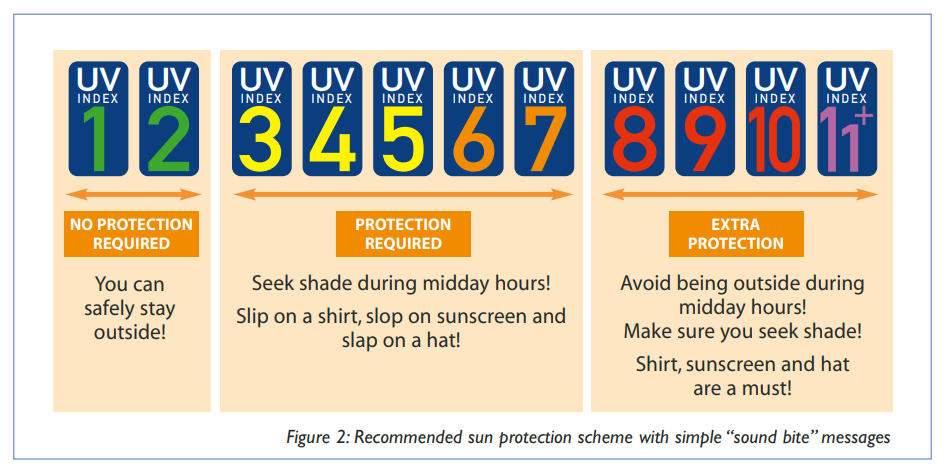 UV INDEX 1
UV INDEX 2
UV INDEX 3
UV INDEX 4
UV INDEX 5
UV INDEX 6
UV INDEX 7
UV INDEX 8
UV INDEX 9
UV INDEX 10
UV INDEX 11+
NO PROTECTION
REQUIRED
You can
safely stay
outside!
PROTECTION
REQUIRED
Seek shade during midday hours!
Slip on a shirt, slop on sunscreen and
slap on a hat!
EXTRA
PROTECTION
Avoid being outside during
midday hours!
Make sure you seek shade!
Shirt, sunscreen and hat
are a must!
Figure 2: Recommended sun protection scheme with simple “sound bite” messages